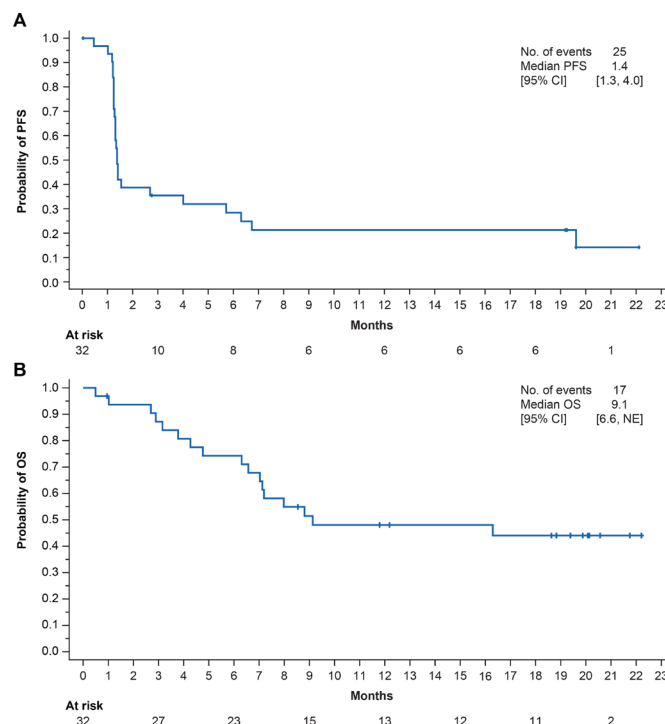 A
No. of events 25
Median PFS 1.4
[95% CI] [1.3, 4.0]
Probability of PFS
1.0
0.9
0.8
0.7
0.6
0.5
0.4
0.3
0.2
0.1
0.0
0 1 2 3 4 5 6 7 8 9 10 11 12 13 14 15 16 17 18 19 20 21 22 23
Months
At risk
32 10 8 6 6 6 6 1
B
No. of events 17
Median OS 9.1
[95% CI] [6.6, NE]
Probability of OS
1.0
0.9
0.8
0.7
0.6
0.5
0.4
0.3
0.2
0.1
0.0
0 1 2 3 4 5 6 7 8 9 10 11 12 13 14 15 16 17 18 19 20 21 22 23
Months
At risk
32 27 23 15 13 12 11 2